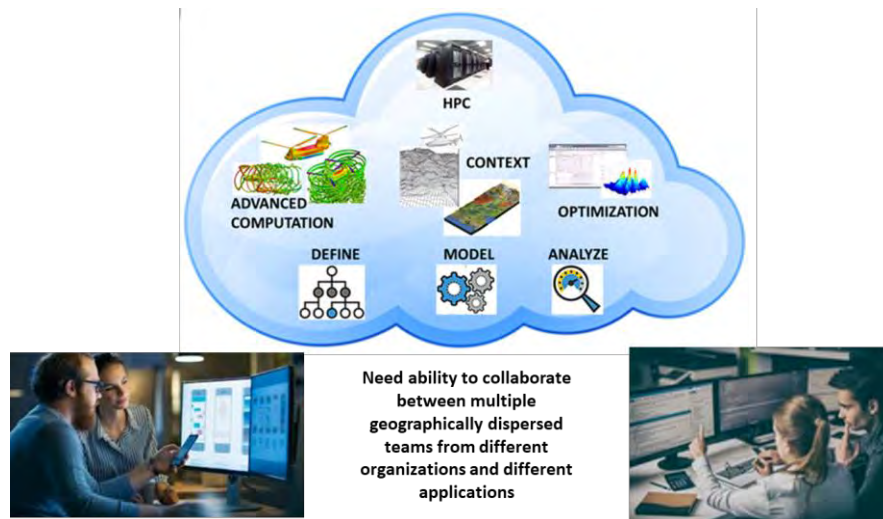 HPC
CONTEXT
ADVANCED
COMPUTATION
OPTIMIZATION
DEFINE
MODEL
ANALYZE
Need ability to collaborate
between multiple
geographically dispersed
teams from different
organizations and different
applications